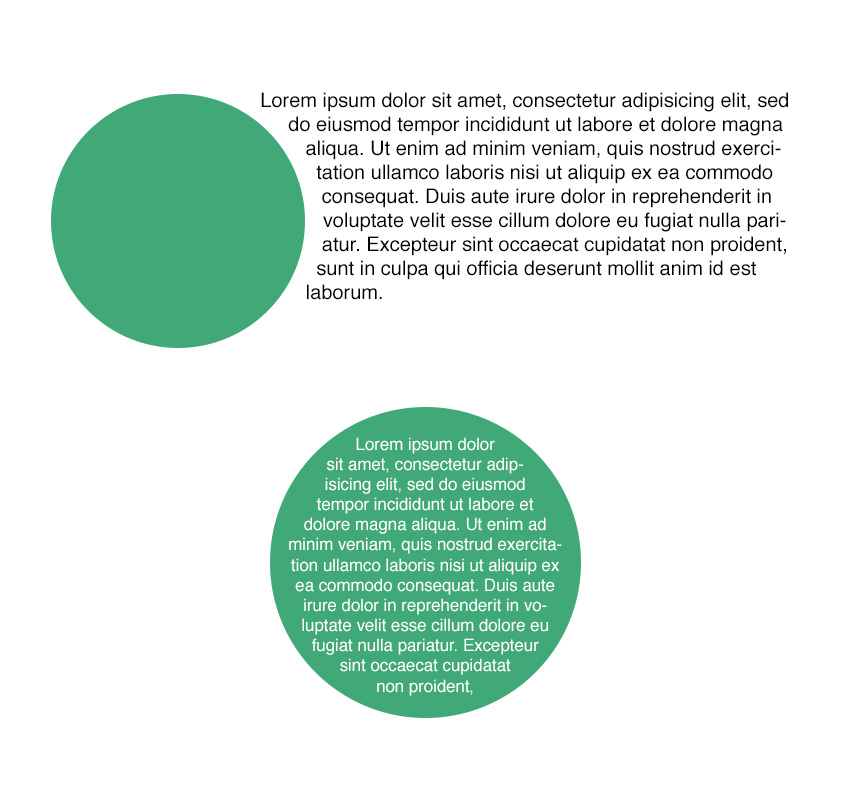 Lorem ipsum dolor sit amet, consectetur adipisicing elit, sed
do eiusmod tempor incididunt ut labore et dolore magna
aliqua. Ut enim ad minim veniam, quis nostrud exerci-
tation ullamco laboris nisi ut aliquip ex ea commodo
consequat. Duis aute irure dolor in reprehenderit in
voluptate velit esse cillum dolore eu fugiat nulla pari-
atur. Excepteur sint occaecat cupidatat non proident,
sunt in culpa qui officia deserunt mollit anim id est
laborum.
Lorem ipsum dolor
sit amet, consectetur adip-
isicing elit, sed do eiusmod
tempor incididunt ut labore et
dolore magna aliqua. Ut enim ad
minim veniam, quis nostrud exercita-
tion ullamco laboris nisi ut aliquip ex
ea commodo consequat. Duis aute
irure dolor in reprehenderit in vo-
luptate velit esse cillum dolore eu
fugiat nulla pariatur. Excepteur
sint occaecat cupidatat
non proident,